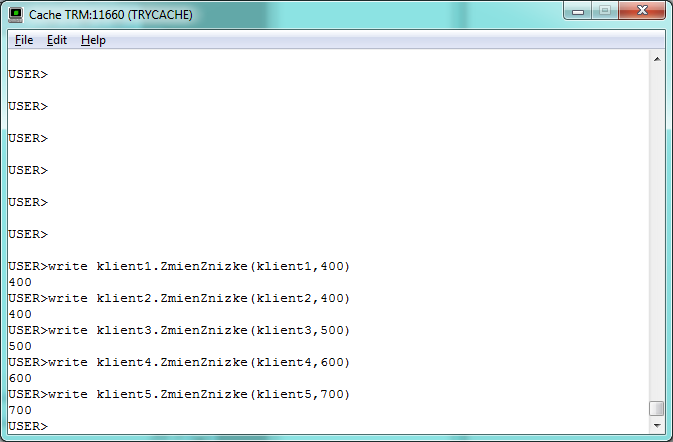 Cache TRM:11660 (TRYCACHE)
File Edit Help
USER>
USER>
USER>
USER>
USER>
USER>
USER>write klient1.ZmienZnizke(klient1,400)
400
USER>write klient2.ZmienZnizke(klient2,400)
400
USER>write klient3.ZmienZnizke(klient3,500)
500
USER>write klient4.ZmienZnizke(klient4,600)
600
USER>write klient5.ZmienZnizke(klient5,700)
700
USER>